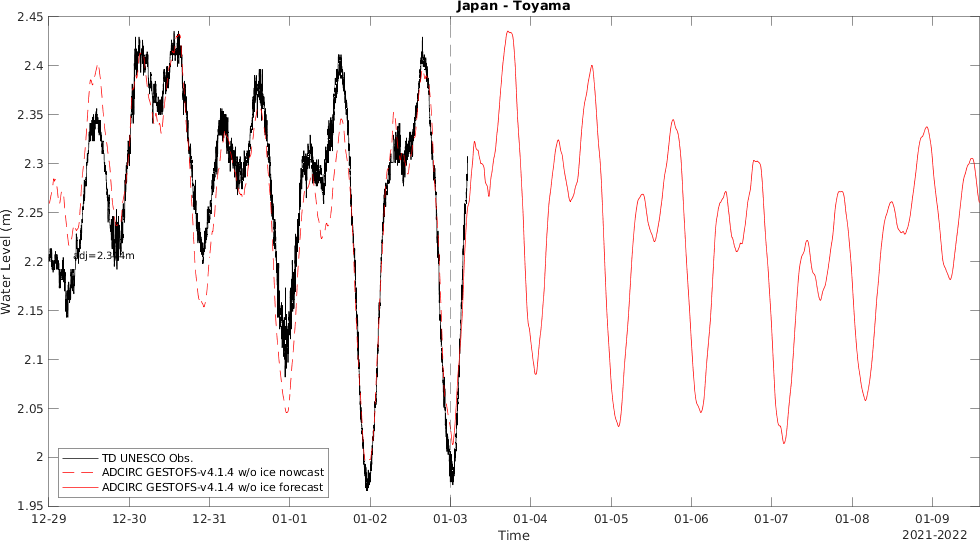 Japan - Toyama
2.45
2.4
2.35
2.3
2.25
2.2
2.15
2.1
2.05
2
1.95
Water Level (m)
TD UNESCO Obs.
ADCIRC GESTOFS-v4.1.4 w/o ice nowcast
ADCIRC GESTOFS-v4.1.4 w/o ice forecast
12-29 12-30 12-31 01-01 01-02 01-03 01-04 01-05 01-06 01-07 01-08 01-09
Time
2021-2022